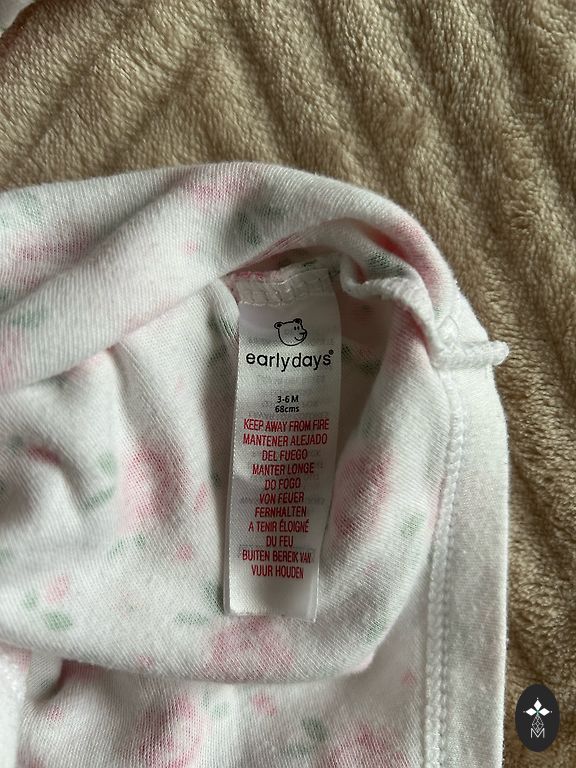 earlydays®
3-6 M
68cms
KEEP AWAY FROM FIRE
MANTENER ALEJADO
DEL FUEGO
MANTER LONGE
DO FOGO
VON FEUER
FERNHALTEN
A TENIR ÉLOIGNÉ
DU FEU
BUITEN BEREIK VAN
VUUR HOUDEN
M